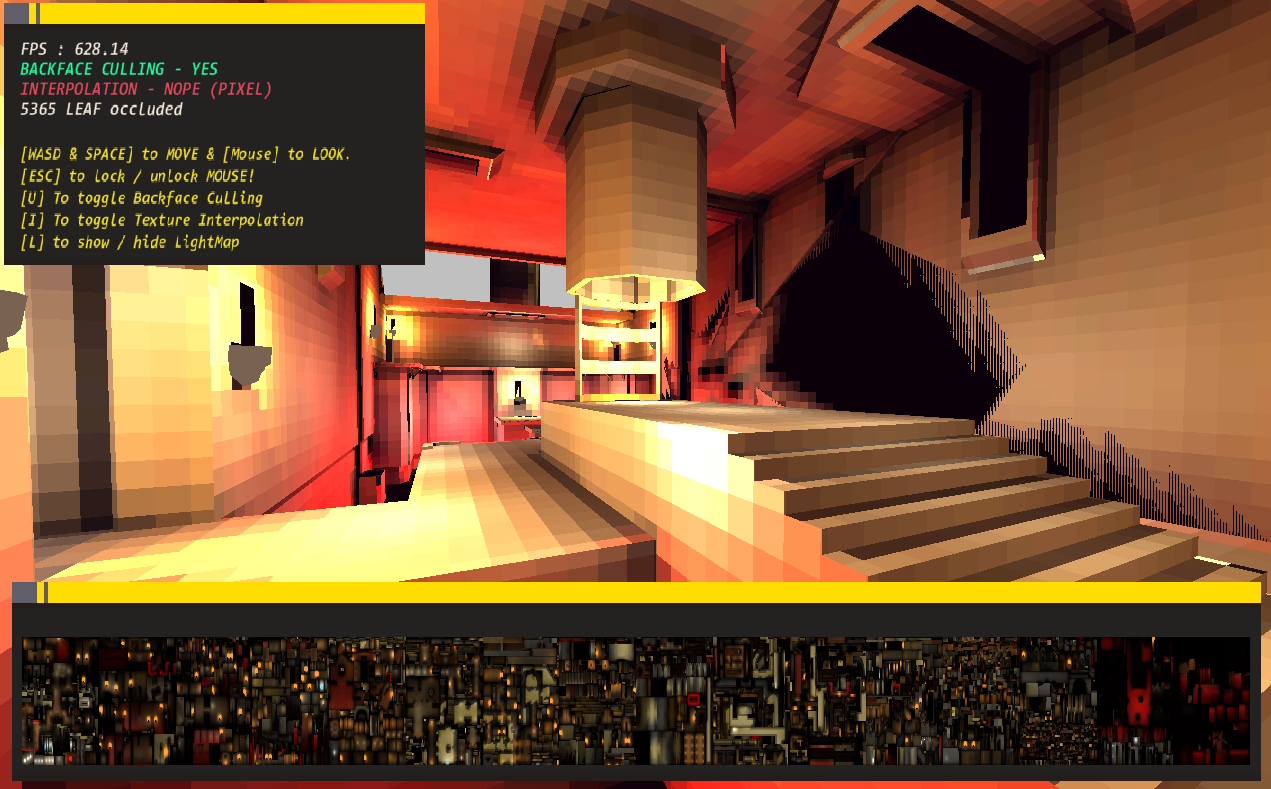 FPS : 628.14
BACKFACE CULLING - YES
INTERPOLATION - NOPE (PIXEL)
5365 LEAF occluded
[WASD & SPACE] to MOVE & [Mouse] to LOOK.
[ESC] to lock / unlock MOUSE!
[U] To toggle Backface Culling
[I] To toggle Texture Interpolation
[L] to show / hide LightMap